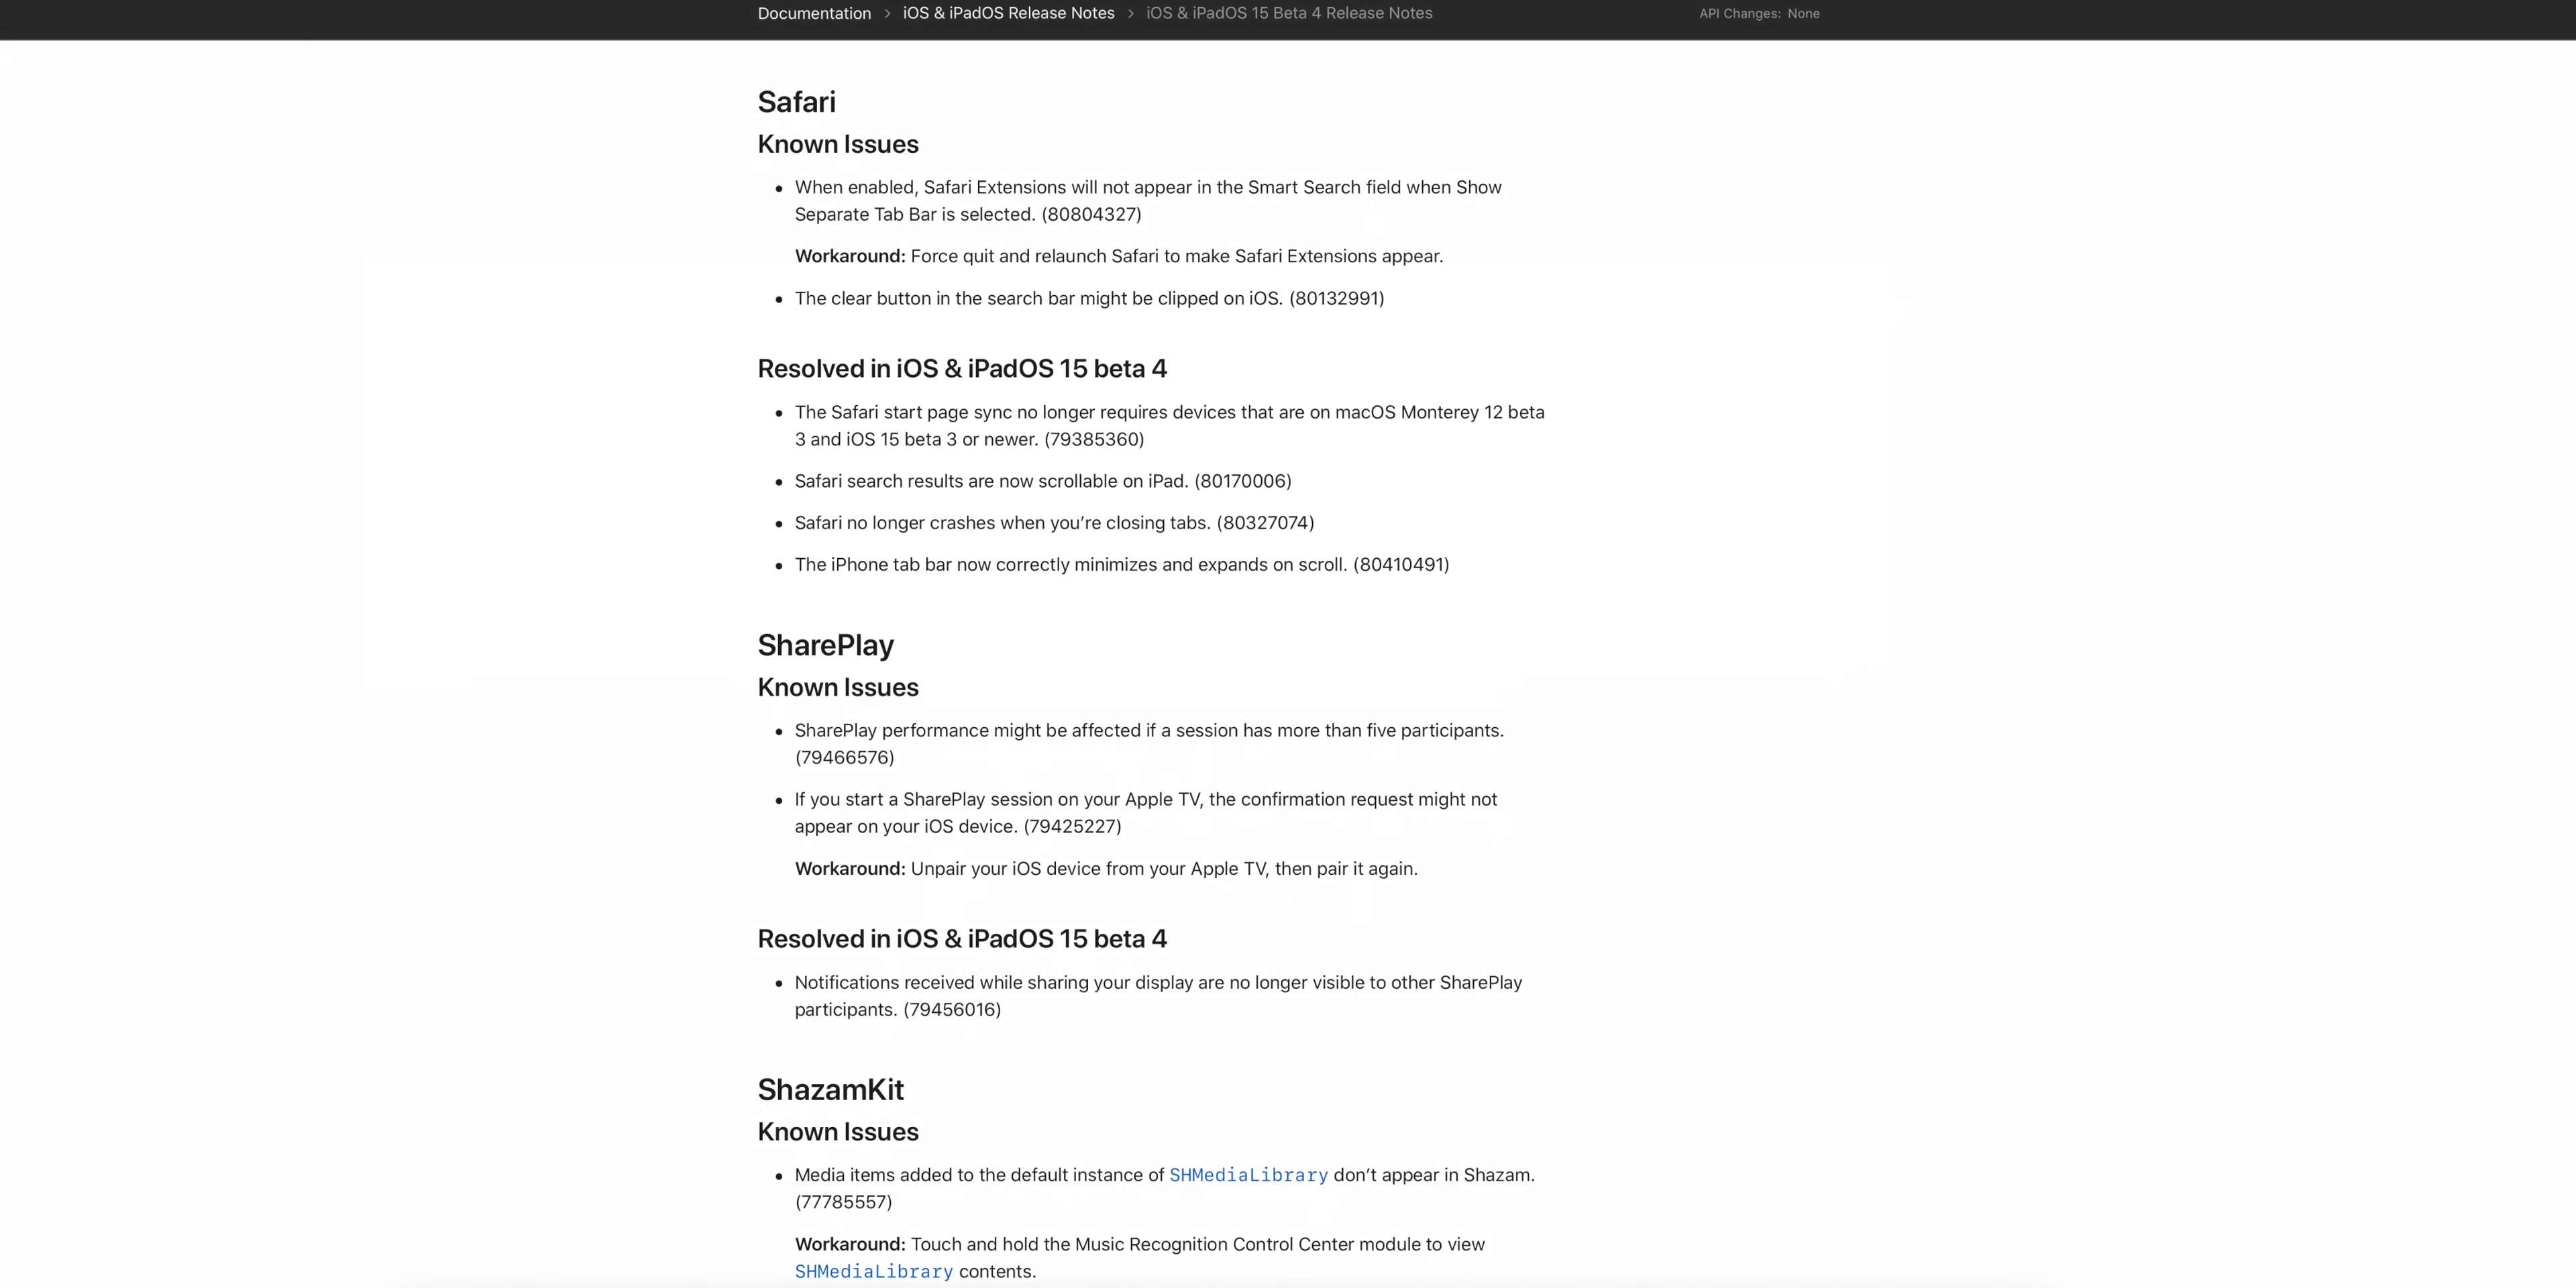 Documentation > iOS & iPadOS Release Notes > iOS & iPadOS 15 Beta 4 Release Notes API Changes: None
Safari
Known Issues
• When enabled, Safari Extensions will not appear in the Smart Search field when Show
Separate Tab Bar is selected. (80804327)
Workaround: Force quit and relaunch Safari to make Safari Extensions appear.
• The clear button in the search bar might be clipped on iOS. (80132991)
Resolved in iOS & iPadOS 15 beta 4
• The Safari start page sync no longer requires devices that are on macOS Monterey 12 beta
3 and iOS 15 beta 3 or newer. (79385360)
• Safari search results are now scrollable on iPad. (80170006)
• Safari no longer crashes when you’re closing tabs. (80327074)
• The iPhone tab bar now correctly minimizes and expands on scroll. (80410491)
SharePlay
Known Issues
• SharePlay performance might be affected if a session has more than five participants.
(79466576)
• If you start a SharePlay session on your Apple TV, the confirmation request might not
appear on your iOS device. (79425227)
Workaround: Unpair your iOS device from your Apple TV, then pair it again.
Resolved in iOS & iPadOS 15 beta 4
• Notifications received while sharing your display are no longer visible to other SharePlay
participants. (79456016)
ShazamKit
Known Issues
• Media items added to the default instance of SHMediaLibrary don’t appear in Shazam.
(77785557)
Workaround: Touch and hold the Music Recognition Control Center module to view
SHMediaLibrary contents.